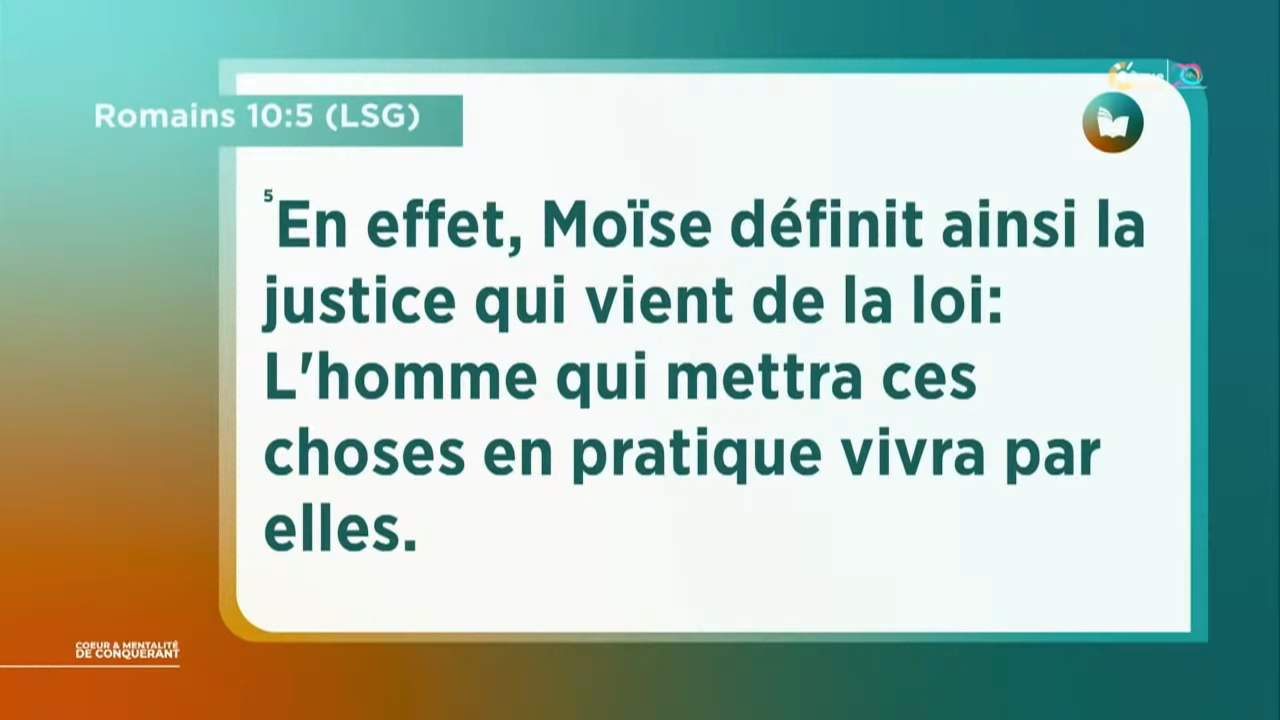 Romains 10:5 (LSG)
5 En effet, Moïse définit ainsi la
justice qui vient de la loi:
L'homme qui mettra ces
choses en pratique vivra par
elles.
COEUR & MENTALITÉ
DE CONQUÉRANT